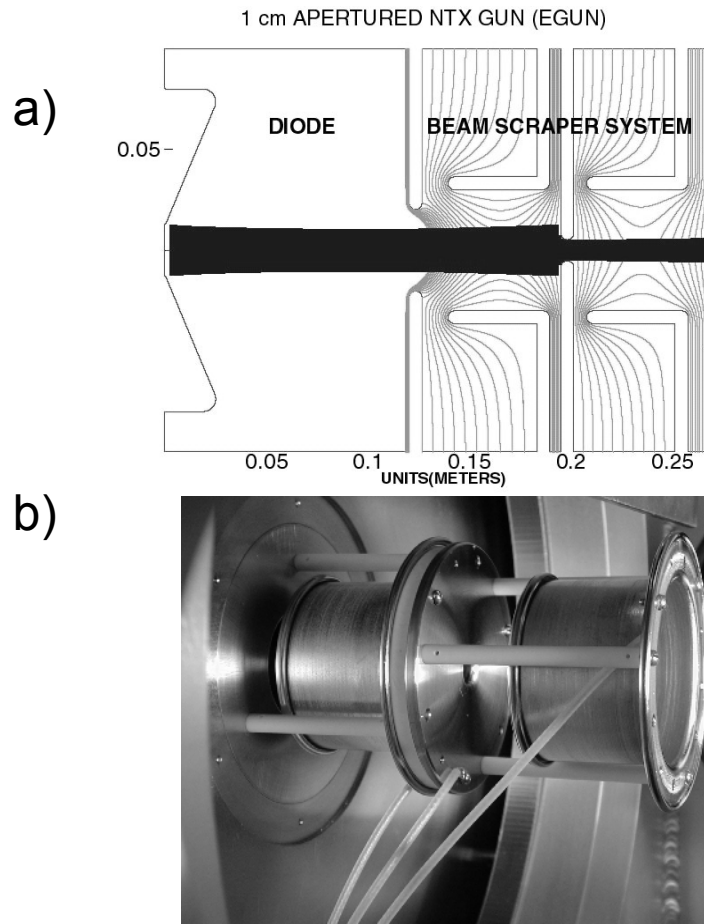 1 cm APERTURED NTX GUN (EGUN)
a)
DIODE
BEAM SCRAPER SYSTEM
0.05
0.05
0.1
0.15
0.2
0.25
UNITS(METERS)
b)